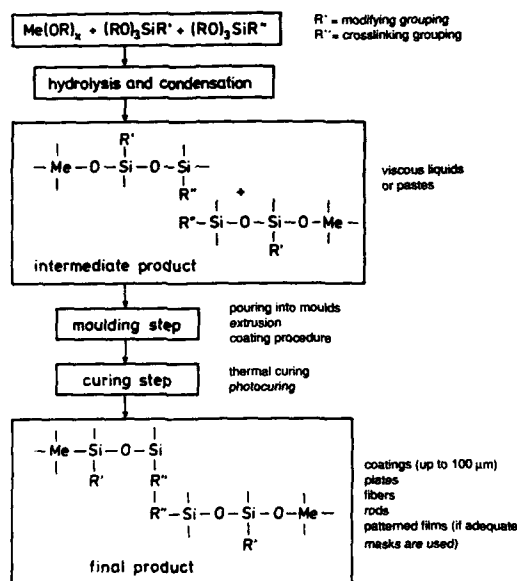 Me(OR)x + (RO)3SiR' + (RO)3SiR''
R' = modifying grouping
R'' = crosslinking grouping
hydrolysis and condensation
R'
— Me — O — Si — O — Si —
R''
+
R'' — Si — O — Si — O — Me —
R'
intermediate product
viscous liquids
or pastes
moulding step
pouring into moulds
extrusion
coating procedure
curing step
thermal curing
photocuring
— Me — Si — O — Si
R' R''
R'' — Si — O — Si — O — Me —
R'
final product
coatings (up to 100 μm)
plates
fibers
rods
patterned films (if adequate
masks are used)